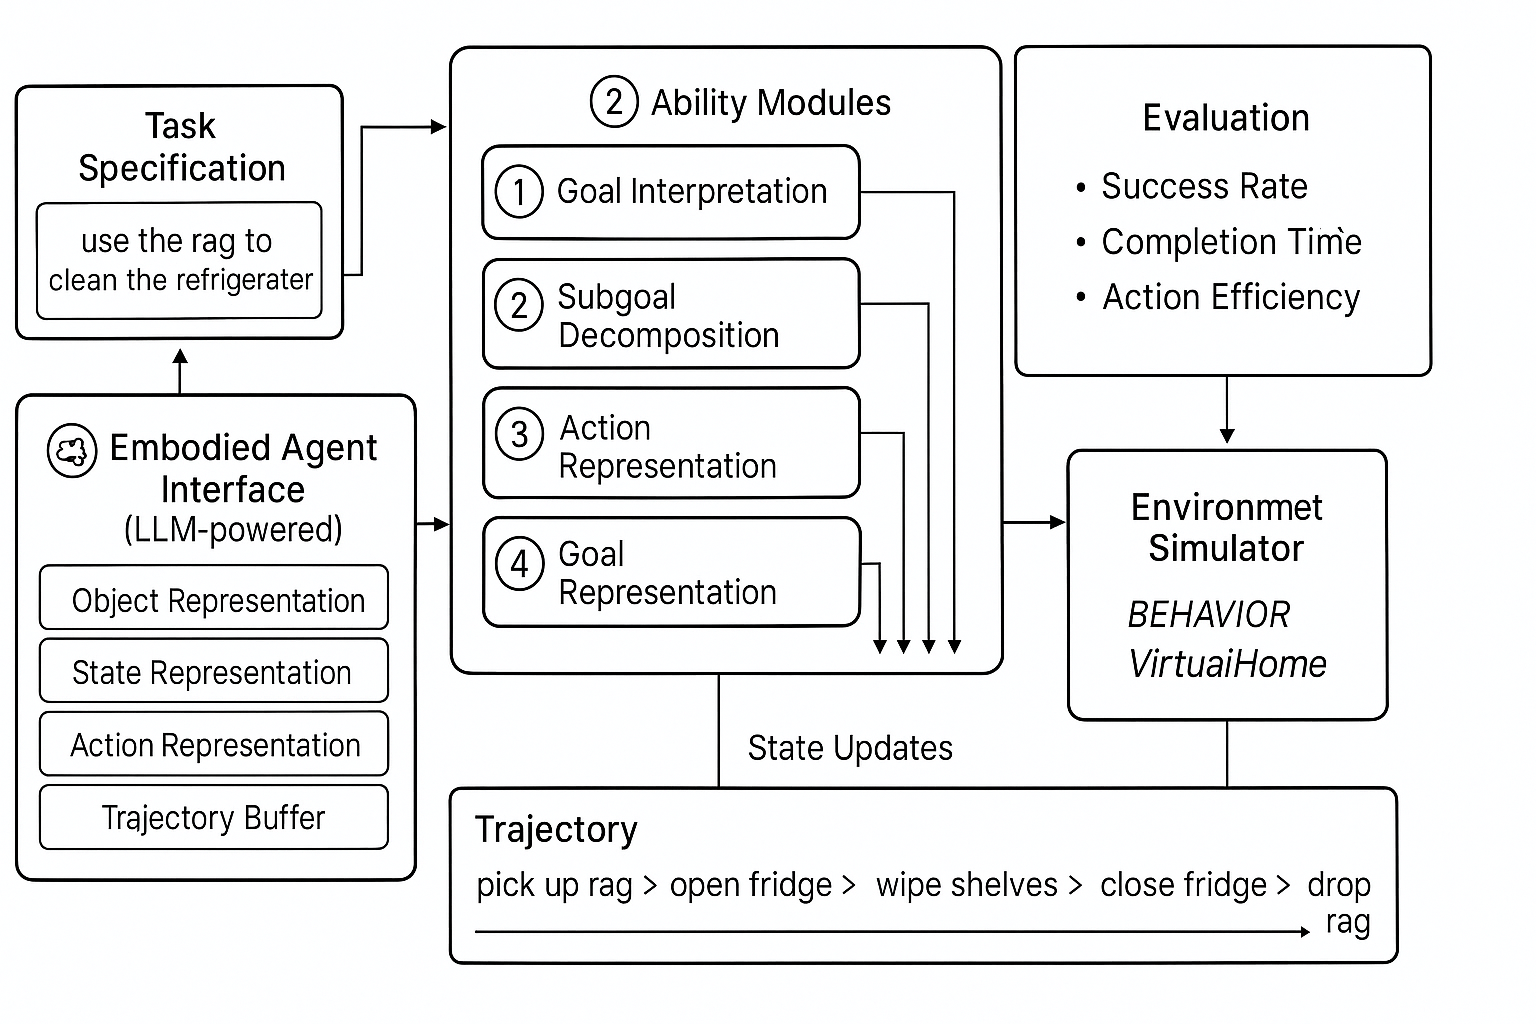 Task
Specification
use the rag to
clean the refrigerater
Embodied Agent
Interface
(LLM-powered)
Object Representation
State Representation
Action Representation
Trajectory Buffer
2 Ability Modules
1 Goal Interpretation
2 Subgoal
Decomposition
3 Action
Representation
4 Goal
Representation
Evaluation
• Success Rate
• Completion Time
• Action Efficiency
Environmet
Simulator
BEHAVIOR
VirtuaiHome
State Updates
Trajectory
pick up rag > open fridge > wipe shelves > close fridge > drop
rag